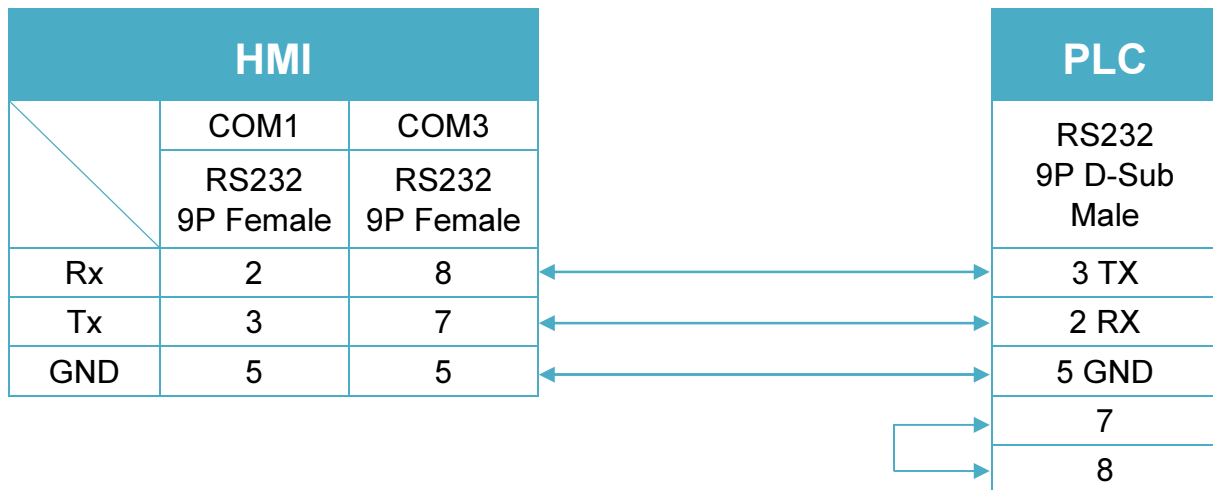 HMI
PLC
COM1 COM3
RS232
9P Female
RS232
9P Female
RS232
9P D-Sub
Male
Rx 2 8 3 TX
Tx 3 7 2 RX
GND 5 5 5 GND
7
8